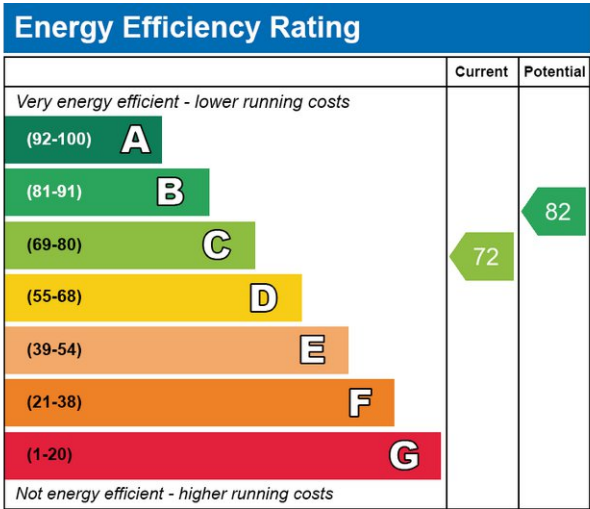 Energy Efficiency Rating
Current Potential
Very energy efficient - lower running costs
(92-100) A
(81-91) B
82
(69-80) C
72
(55-68) D
(39-54) E
(21-38) F
(1-20) G
Not energy efficient - higher running costs